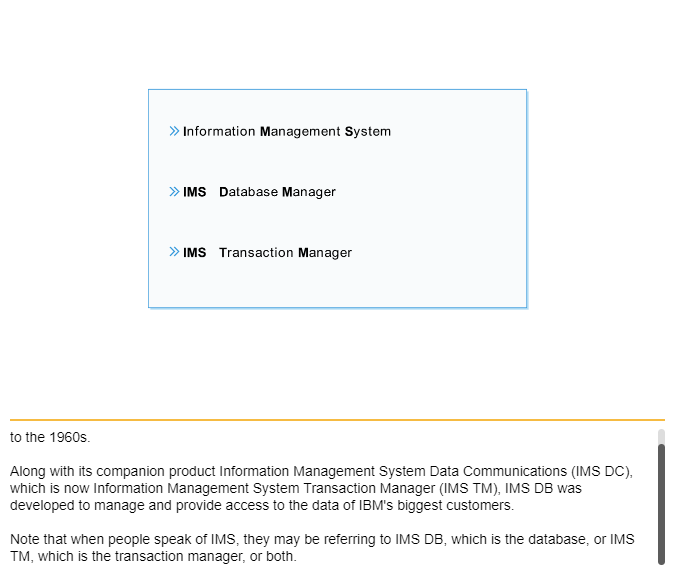 Information Management System
IMS Database Manager
IMS Transaction Manager
to the 1960s.
Along with its companion product Information Management System Data Communications (IMS DC),
which is now Information Management System Transaction Manager (IMS TM), IMS DB was
developed to manage and provide access to the data of IBM's biggest customers.
Note that when people speak of IMS, they may be referring to IMS DB, which is the database, or IMS
TM, which is the transaction manager, or both.